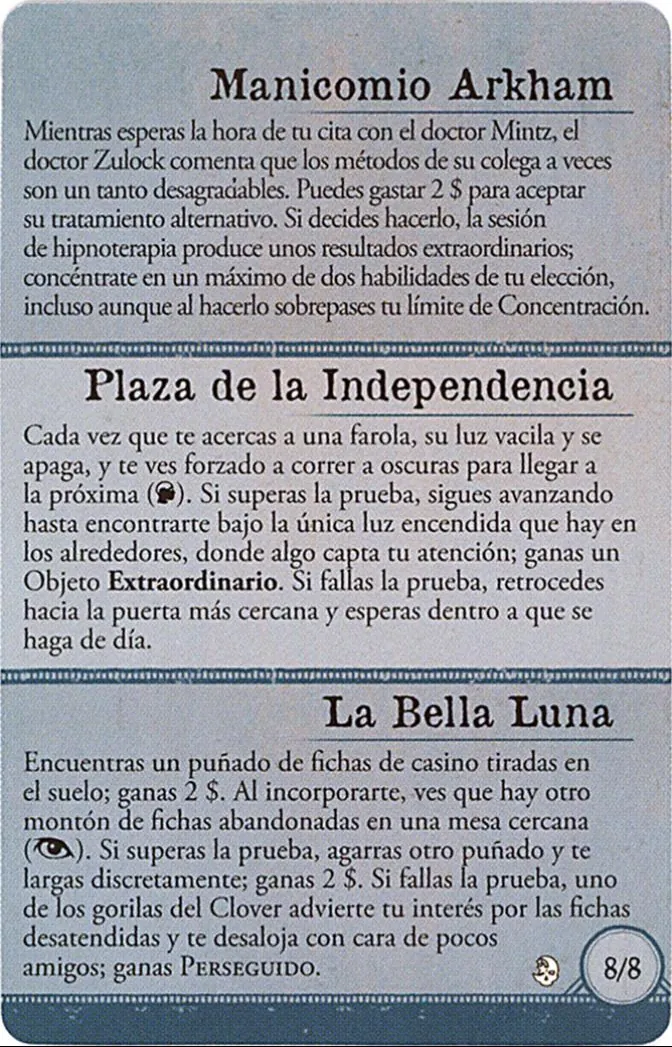 Manicomio Arkham
Mientras esperas la hora de tu cita con el doctor Mintz, el
doctor Zulock comenta que los métodos de su colega a veces
son un tanto desagradables. Puedes gastar 2 $ para aceptar
su tratamiento alternativo. Si decides hacerlo, la sesión
de hipnoterapia produce unos resultados extraordinarios;
concéntrate en un máximo de dos habilidades de tu elección,
incluso aunque al hacerlo sobrepases tu límite de Concentración.
Plaza de la Independencia
Cada vez que te acercas a una farola, su luz vacila y se
apaga, y te ves forzado a correr a oscuras para llegar a
la próxima (). Si superas la prueba, sigues avanzando
hasta encontrarte bajo la única luz encendida que hay en
los alrededores, donde algo capta tu atención; ganas un
Objeto Extraordinario. Si fallas la prueba, retrocedes
hacia la puerta más cercana y esperas dentro a que se
haga de día.
La Bella Luna
Encuentras un puñado de fichas de casino tiradas en
el suelo; ganas 2 $. Al incorporarte, ves que hay otro
montón de fichas abandonadas en una mesa cercana
(). Si superas la prueba, agarras otro puñado y te
largas discretamente; ganas 2 $. Si fallas la prueba, uno
de los gorilas del Clover advierte tu interés por las fichas
desatendidas y te desaloja con cara de pocos
amigos; ganas PERSEGUIDO.
8/8